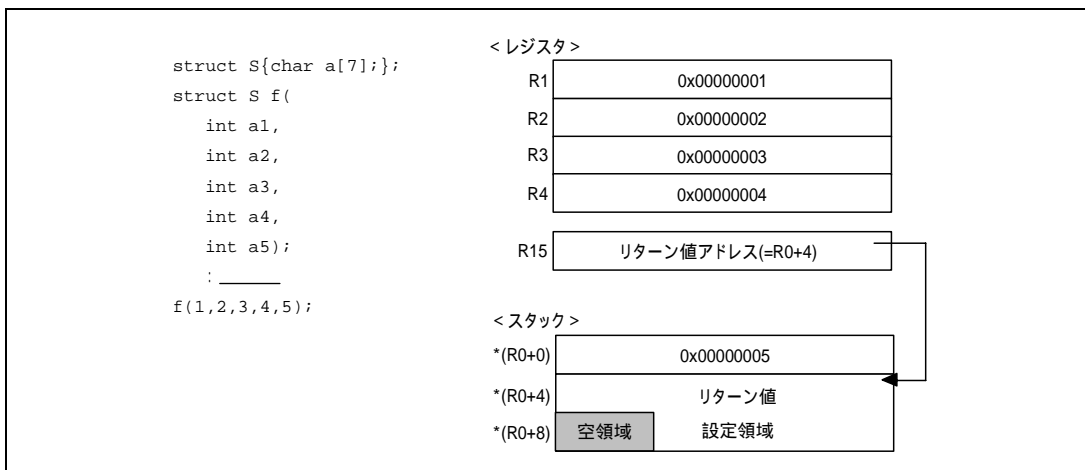 struct S{char a[7];};
struct S f(
int a1,
int a2,
int a3,
int a4,
int a5);
:
f(1,2,3,4,5);
<レジスタ>
R1 0x00000001
R2 0x00000002
R3 0x00000003
R4 0x00000004
R15 リターン値アドレス(=R0+4)
<スタック>
*(R0+0) 0x00000005
*(R0+4) リターン値
*(R0+8) 空領域 設定領域